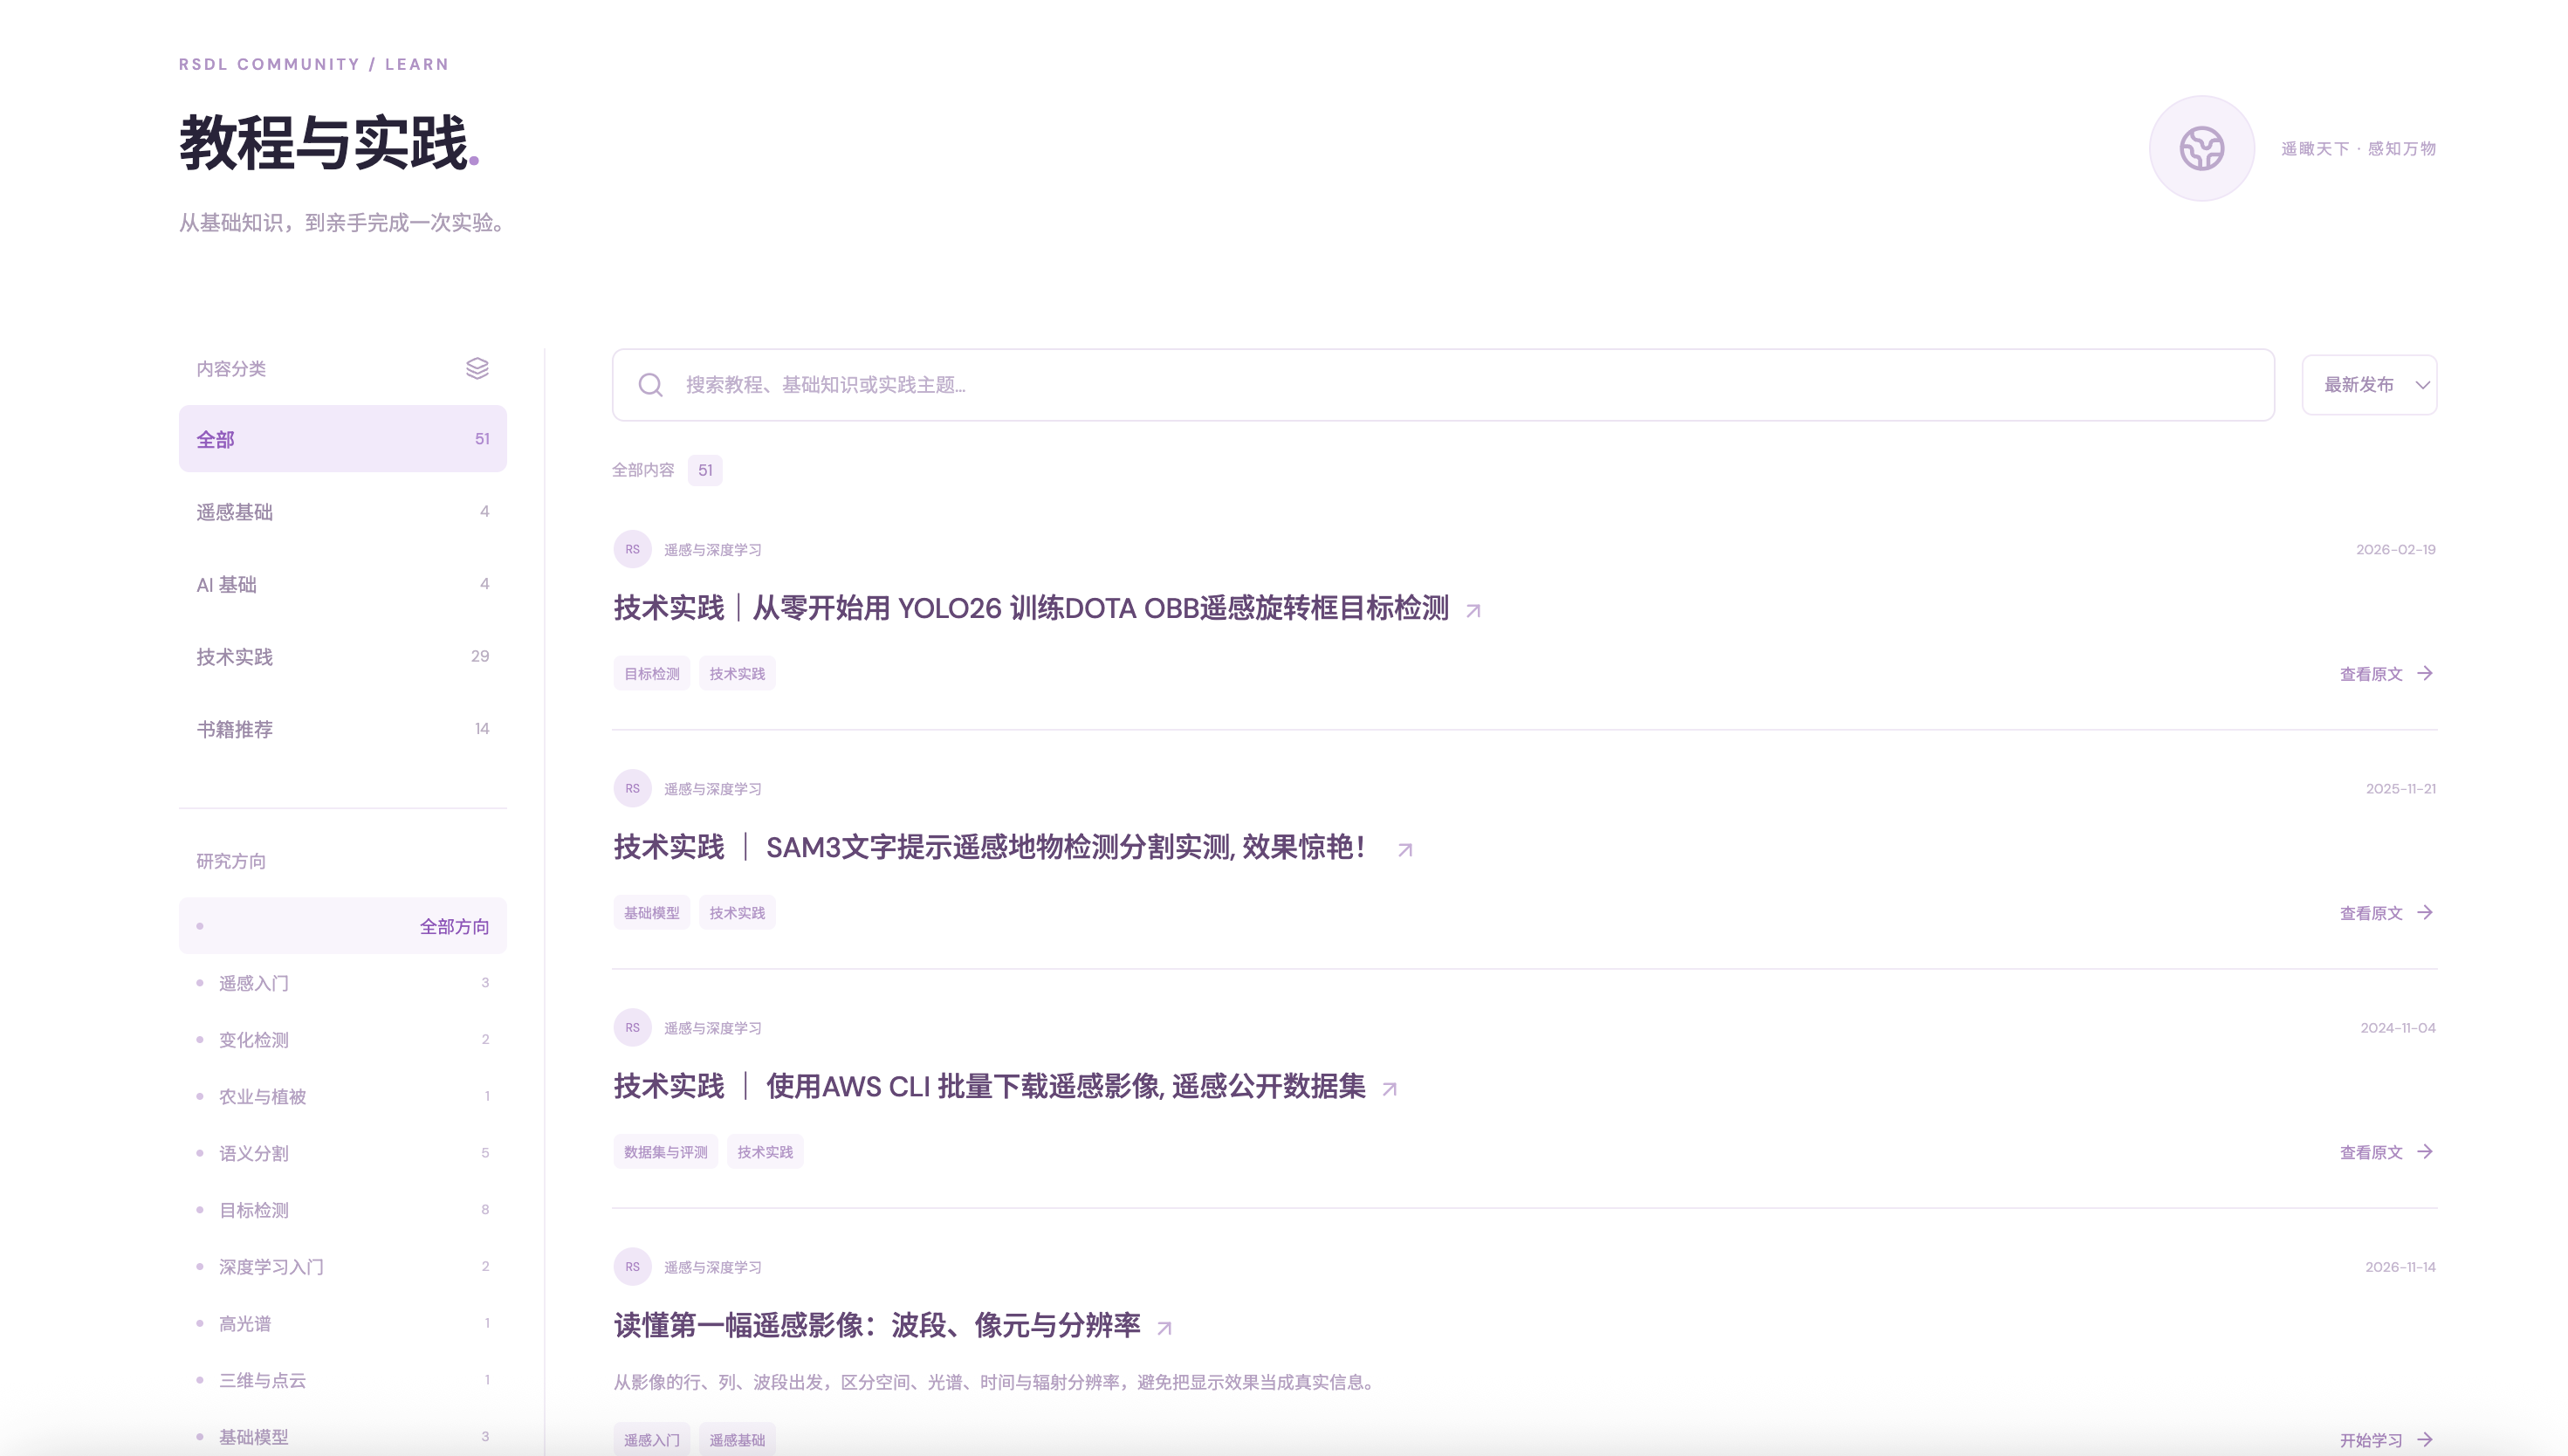 RSDL COMMUNITY / LEARN
教程与实践.
从基础知识，到亲手完成一次实验。
遥瞰天下 · 感知万物
内容分类
全部 51
遥感基础 4
AI 基础 4
技术实践 29
书籍推荐 14
研究方向
全部方向
遥感入门 3
变化检测 2
农业与植被 1
语义分割 5
目标检测 8
深度学习入门 2
高光谱 1
三维与点云 1
基础模型 3
搜索教程、基础知识或实践主题...
最新发布
全部内容 51
RS 遥感与深度学习 2026-02-19
技术实践｜从零开始用 YOLO26 训练DOTA OBB遥感旋转框目标检测
目标检测 技术实践 查看原文
RS 遥感与深度学习 2025-11-21
技术实践 ｜ SAM3文字提示遥感地物检测分割实测, 效果惊艳！
基础模型 技术实践 查看原文
RS 遥感与深度学习 2024-11-04
技术实践 ｜ 使用AWS CLI 批量下载遥感影像, 遥感公开数据集
数据集与评测 技术实践 查看原文
RS 遥感与深度学习 2026-11-14
读懂第一幅遥感影像：波段、像元与分辨率
从影像的行、列、波段出发，区分空间、光谱、时间与辐射分辨率，避免把显示效果当成真实信息。
遥感入门 遥感基础 开始学习